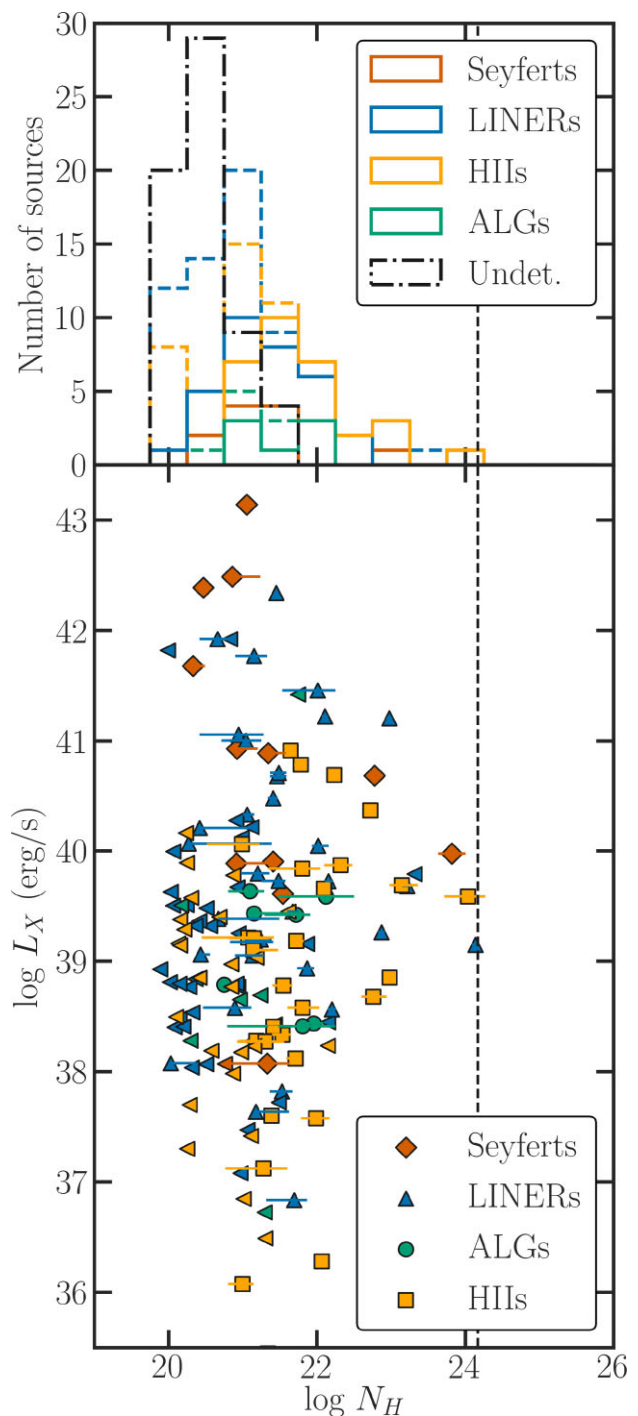 30
25
20
15
10
5
0
Number of sources
Seyferts
LINERs
HIIs
ALGs
Undet.
43
42
41
40
39
38
37
36
log L_X (erg/s)
Seyferts
LINERs
ALGs
HIIs
20
22
24
26
log N_H